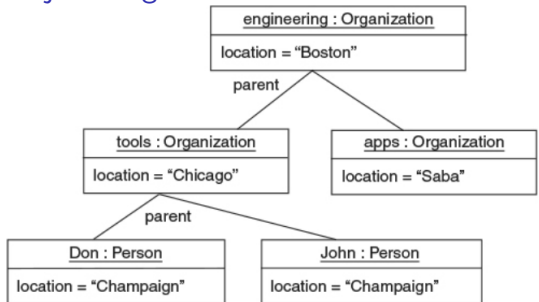 engineering : Organization
location = “Boston”
parent
tools : Organization
apps : Organization
location = “Chicago”
location = “Saba”
parent
Don : Person
John : Person
location = “Champaign”
location = “Champaign”